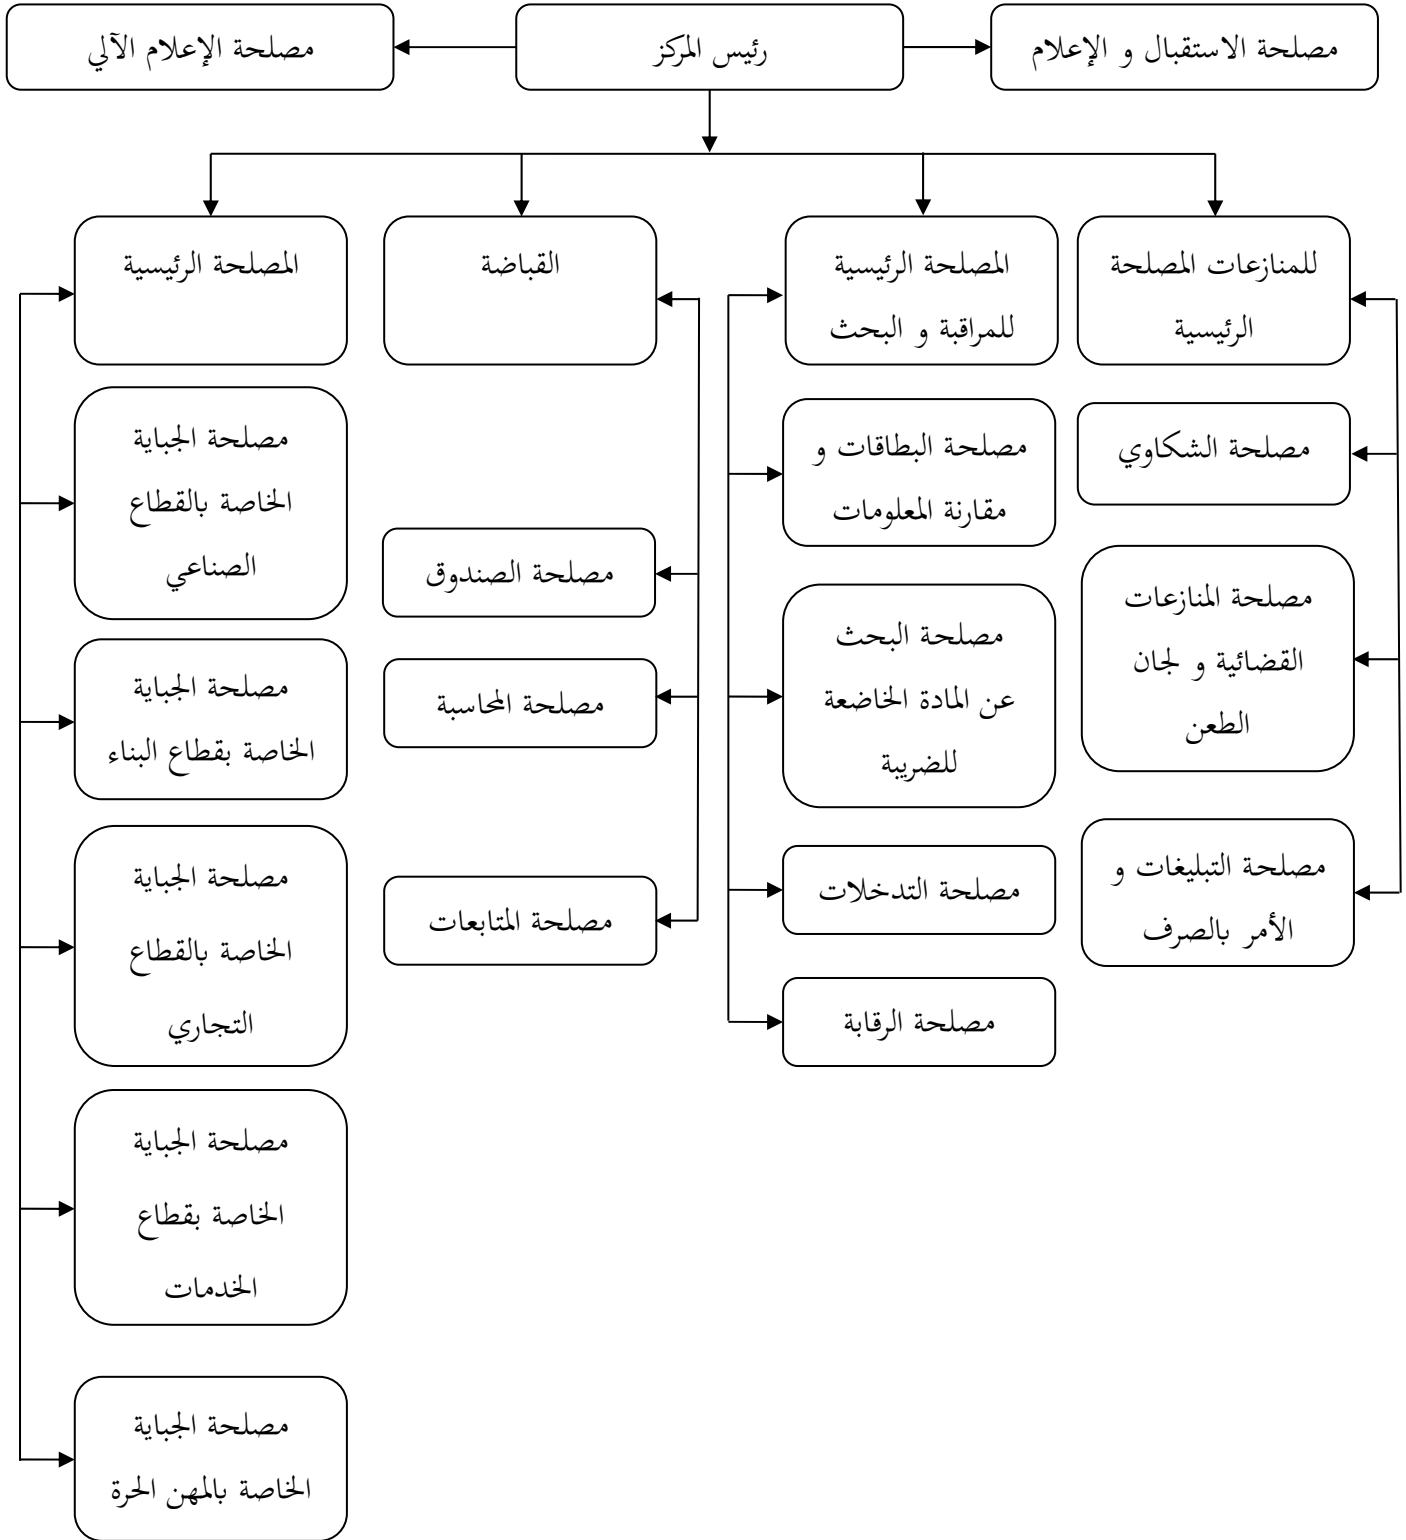 مصلحة الاستقبال و الإعلام
رئيس المركز
مصلحة الإعلام الآلي
للمنازعات المصلحة
الرئيسية
المصلحة الرئيسية
للمراقبة و البحث
القباضة
المصلحة الرئيسية
مصلحة الشكاوي
مصلحة المنازعات
القضائية و لجان
الطعن
مصلحة التبليغات و
الأمر بالصرف
مصلحة البطاقات و
مقارنة المعلومات
مصلحة البحث
عن المادة الخاضعة
للضريبة
مصلحة التدخلات
مصلحة الرقابة
مصلحة الصندوق
مصلحة المحاسبة
مصلحة المتابعات
مصلحة الجباية
الخاصة بالقطاع
الصناعي
مصلحة الجباية
الخاصة بقطاع البناء
مصلحة الجباية
الخاصة بالقطاع
التجاري
مصلحة الجباية
الخاصة بقطاع
الخدمات
مصلحة الجباية
الخاصة بالمهن الحرة